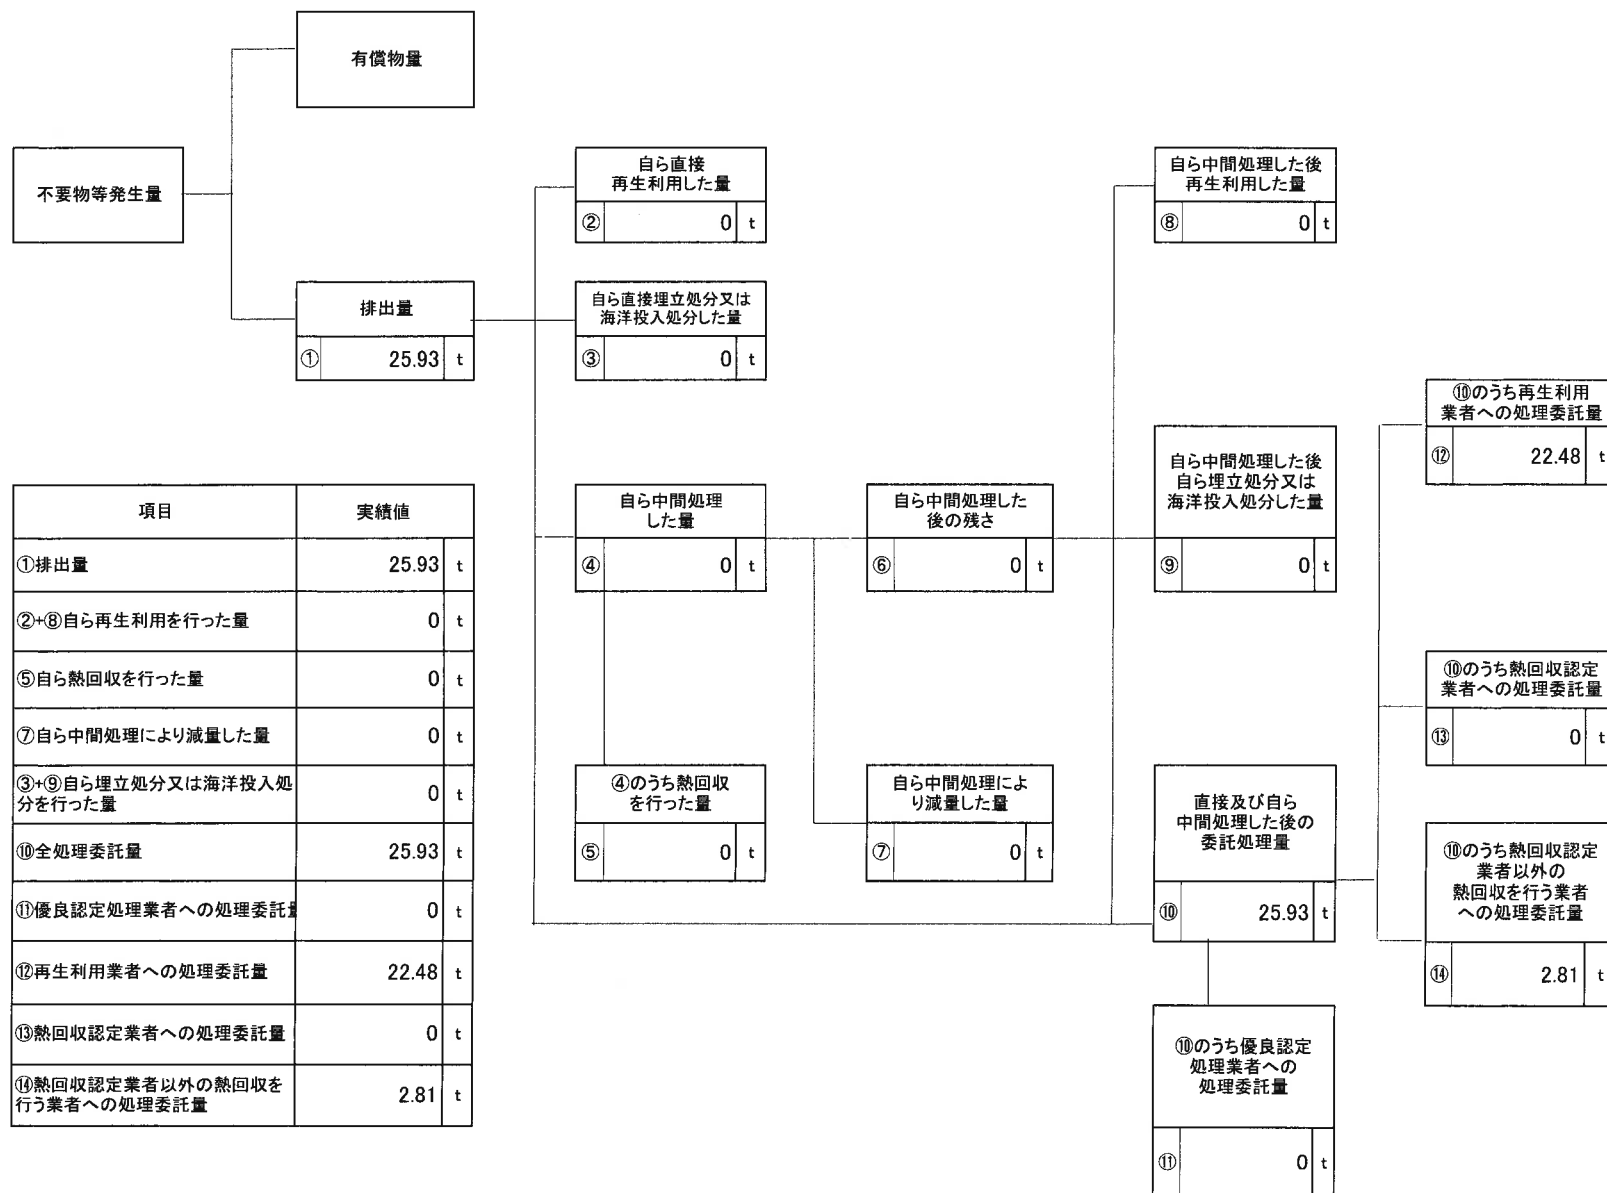 有償物量
不要物等発生量
排出量
① 25.93 t
自ら直接
再生利用した量
② 0 t
自ら直接埋立処分又は
海洋投入処分した量
③ 0 t
自ら中間処理
した量
④ 0 t
④のうち熱回収
を行った量
⑤ 0 t
自ら中間処理した
後の残さ
⑥ 0 t
自ら中間処理によ
り減量した量
⑦ 0 t
自ら中間処理した後
再生利用した量
⑧ 0 t
自ら中間処理した後
自ら埋立処分又は
海洋投入処分した量
⑨ 0 t
直接及び自ら
中間処理した後の
委託処理量
⑩ 25.93 t
⑩のうち優良認定
処理業者への
処理委託量
⑪ 0 t
⑩のうち再生利用
業者への処理委託量
⑫ 22.48 t
⑩のうち熱回収認定
業者への処理委託量
⑬ 0 t
⑩のうち熱回収認定
業者以外の
熱回収を行う業者
への処理委託量
⑭ 2.81 t
項目 実績値
①排出量 25.93 t
②+⑧自ら再生利用を行った量 0 t
⑤自ら熱回収を行った量 0 t
⑦自ら中間処理により減量した量 0 t
③+⑨自ら埋立処分又は海洋投入処
分を行った量 0 t
⑩全処理委託量 25.93 t
⑪優良認定処理業者への処理委託量 0 t
⑫再生利用業者への処理委託量 22.48 t
⑬熱回収認定業者への処理委託量 0 t
⑭熱回収認定業者以外の熱回収を
行う業者への処理委託量 2.81 t